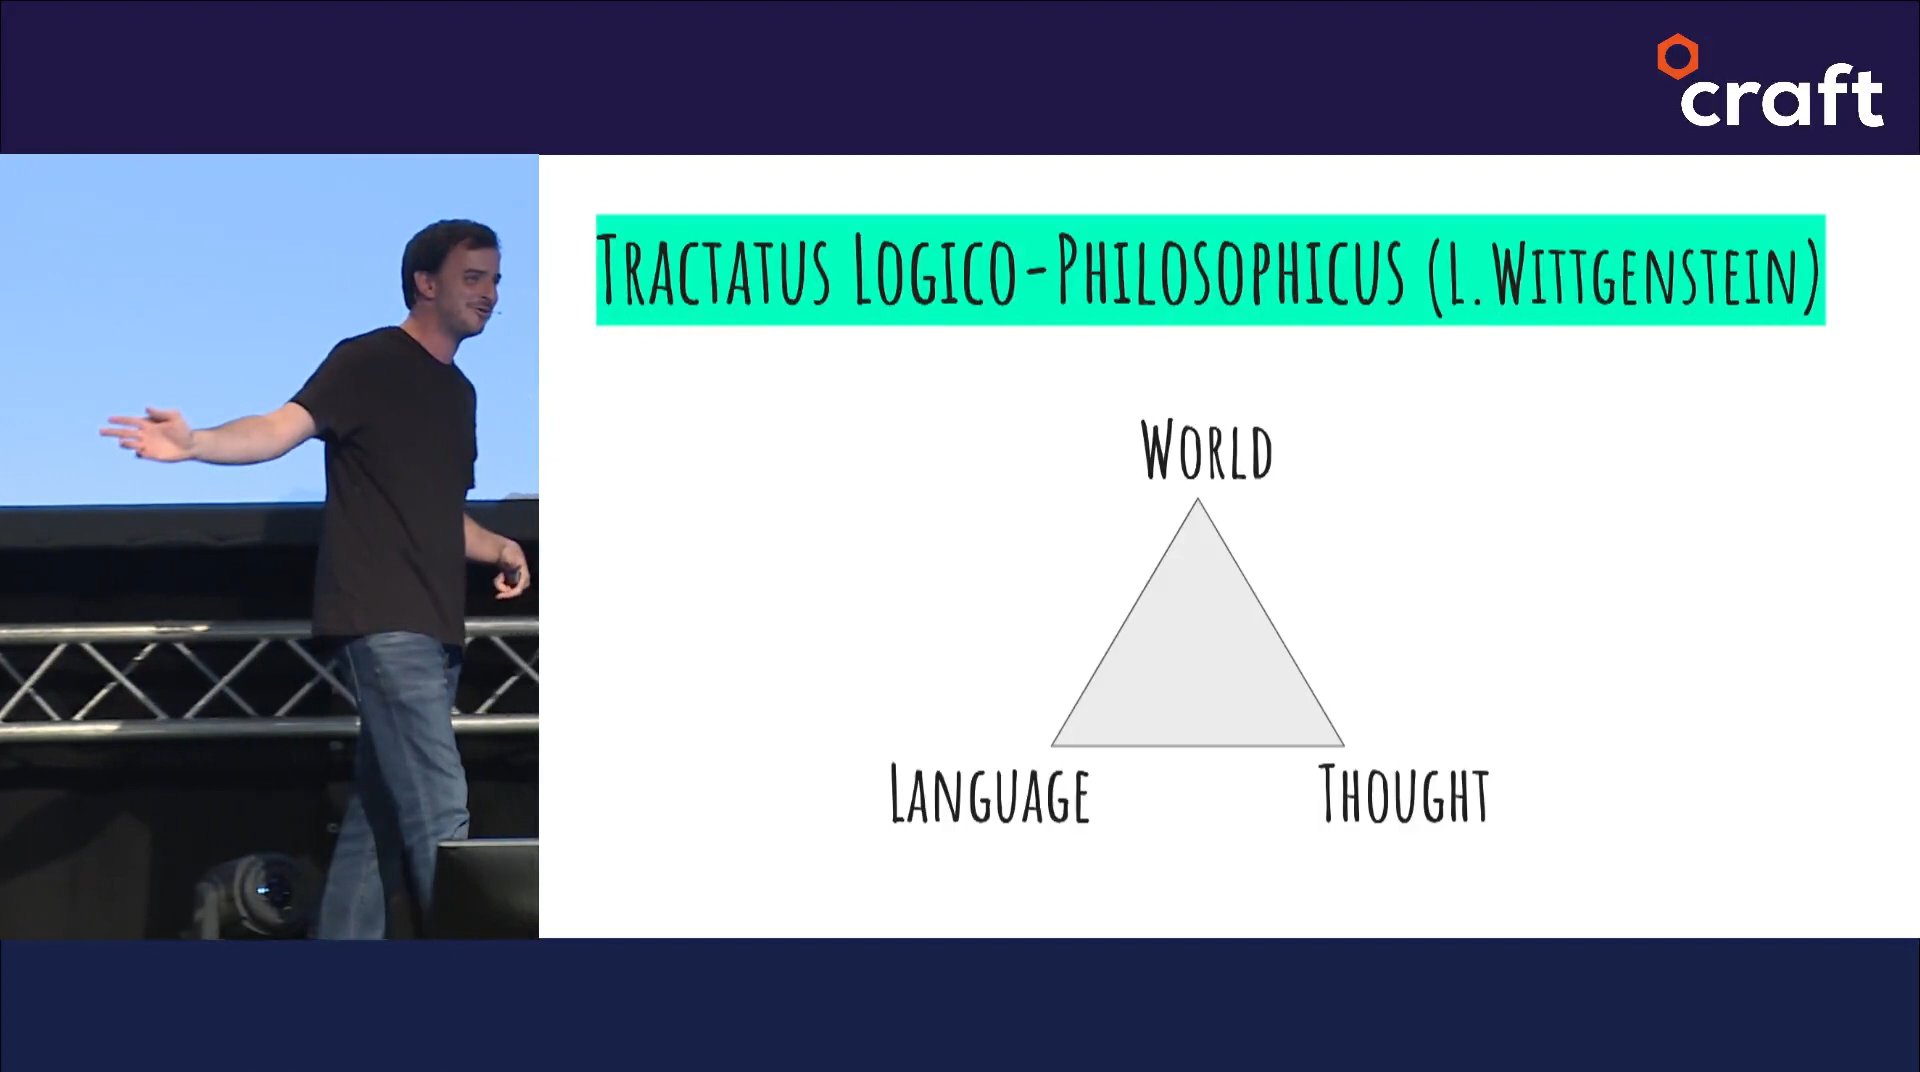 craft
Tractatus Logico-Philosophicus (L. Wittgenstein)
World
Language
Thought